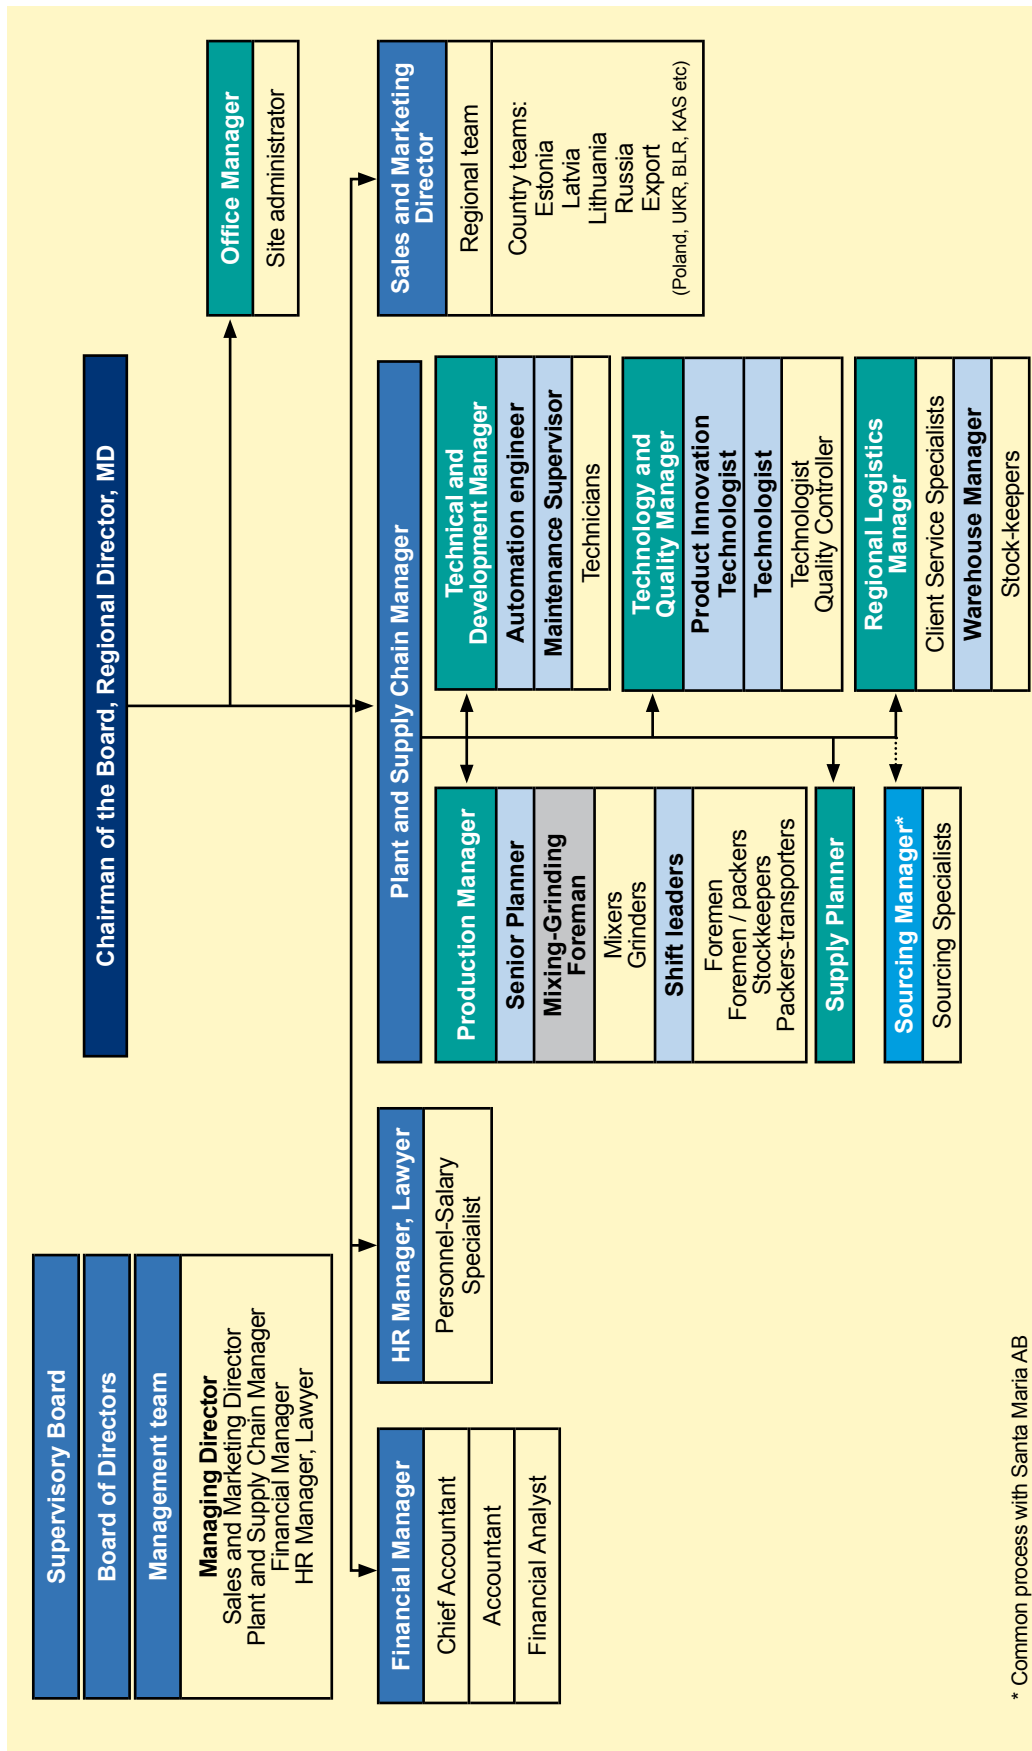 Supervisory Board
Board of Directors
Management team
Managing Director
Sales and Marketing Director
Plant and Supply Chain Manager
Financial Manager
HR Manager, Lawyer
Chairman of the Board, Regional Director, MD
Office Manager
Site administrator
Financial Manager
Chief Accountant
Accountant
Financial Analyst
HR Manager, Lawyer
Personnel-Salary
Specialist
Plant and Supply Chain Manager
Production Manager
Senior Planner
Mixing-Grinding
Foreman
Mixers
Grinders
Shift leaders
Foremen
Foremen / packers
Stockkeepers
Packers-transporters
Supply Planner
Sourcing Manager*
Sourcing Specialists
Technical and
Development Manager
Automation engineer
Maintenance Supervisor
Technicians
Technology and
Quality Manager
Product Innovation
Technologist
Technologist
Technologist
Quality Controller
Regional Logistics
Manager
Client Service Specialists
Warehouse Manager
Stock-keepers
Sales and Marketing
Director
Regional team
Country teams:
Estonia
Latvia
Lithuania
Russia
Export
(Poland, UKR, BLR, KAS etc)
* Common process with Santa Maria AB